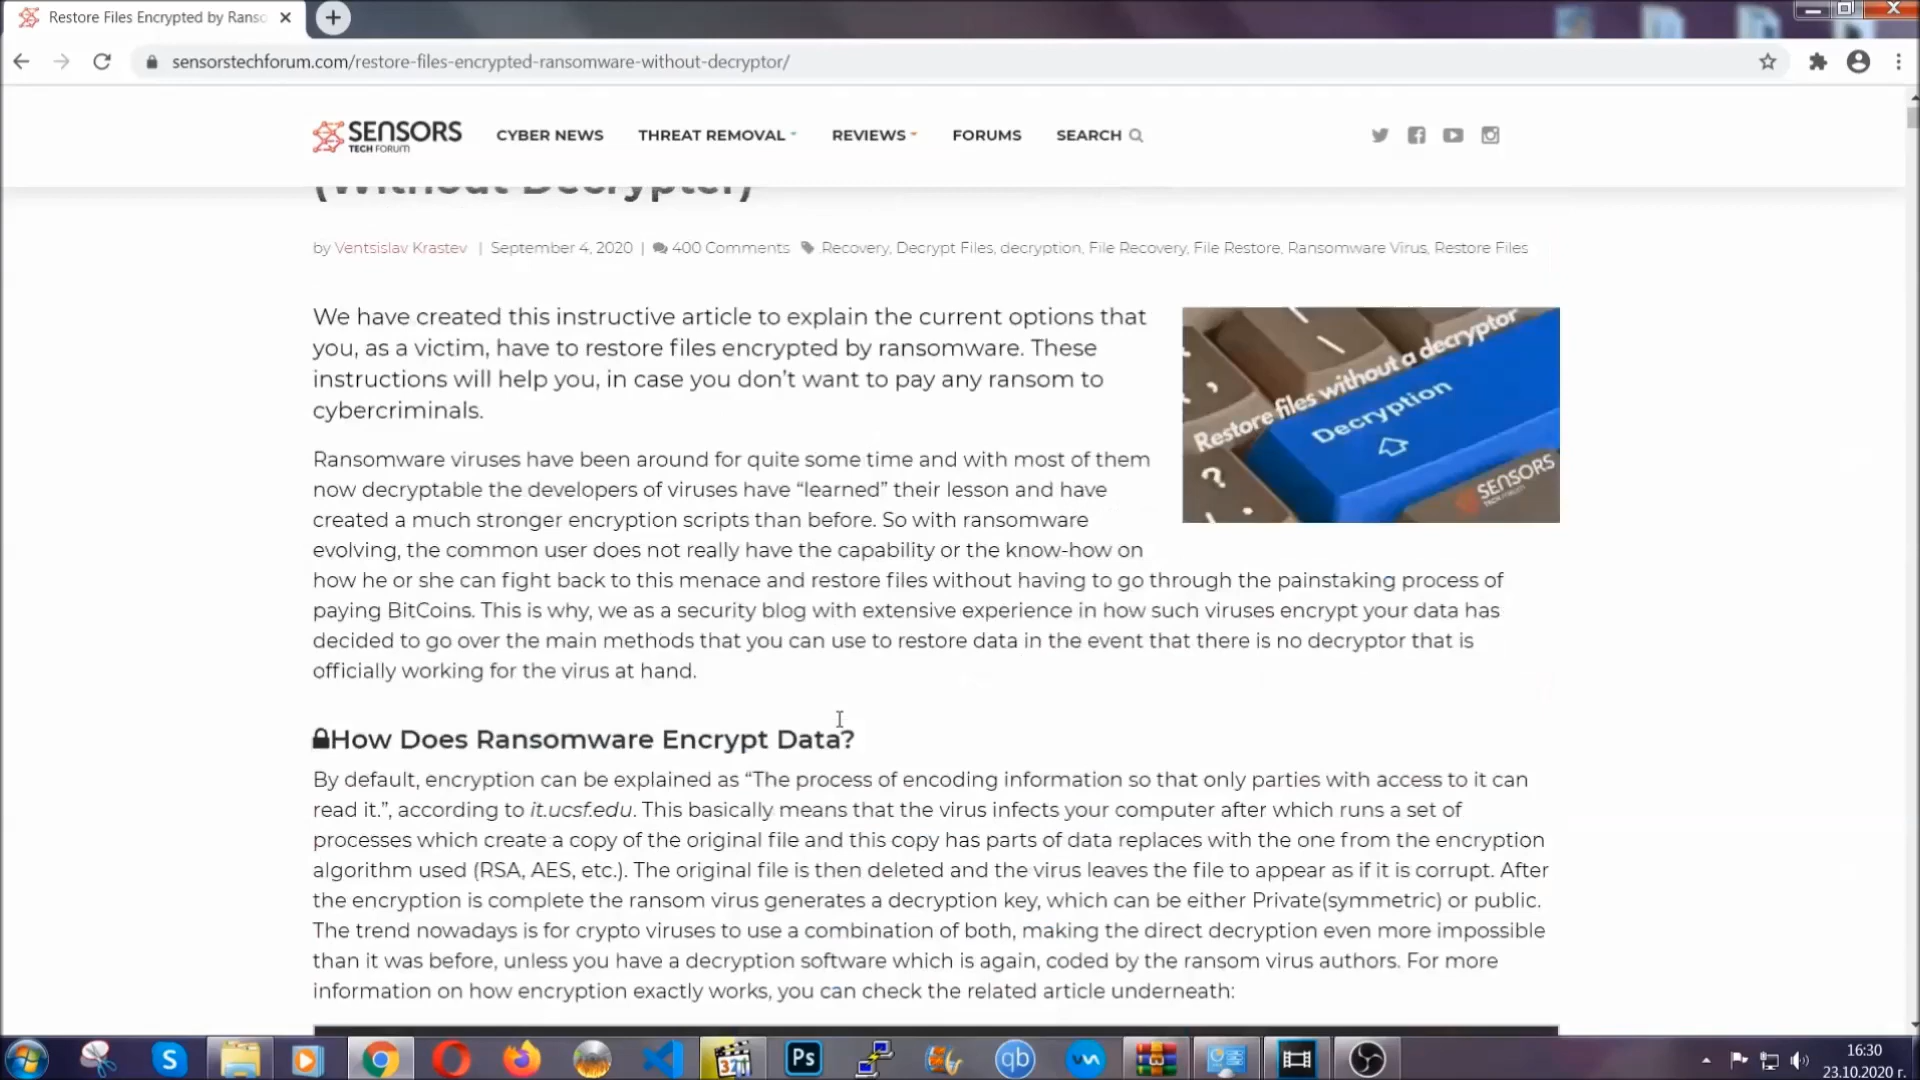 Restore Files Encrypted by Ranso
sensorstechforum.com/restore-files-encrypted-ransomware-without-decryptor/
SENSORS
TECH FORUM
CYBER NEWS
THREAT REMOVAL
REVIEWS
FORUMS
SEARCH
(Without Decrypter)
by Ventsislav Krastev | September 4, 2020 | 400 Comments Recovery, Decrypt Files, decryption, File Recovery, File Restore, Ransomware Virus, Restore Files
We have created this instructive article to explain the current options that
you, as a victim, have to restore files encrypted by ransomware. These
instructions will help you, in case you don’t want to pay any ransom to
cybercriminals.
Restore files without a decryptor
Decryption
SENSORS
Ransomware viruses have been around for quite some time and with most of them
now decryptable the developers of viruses have “learned” their lesson and have
created a much stronger encryption scripts than before. So with ransomware
evolving, the common user does not really have the capability or the know-how on
how he or she can fight back to this menace and restore files without having to go through the painstaking process of
paying BitCoins. This is why, we as a security blog with extensive experience in how such viruses encrypt your data has
decided to go over the main methods that you can use to restore data in the event that there is no decryptor that is
officially working for the virus at hand.
How Does Ransomware Encrypt Data?
By default, encryption can be explained as “The process of encoding information so that only parties with access to it can
read it.”, according to it.ucsf.edu. This basically means that the virus infects your computer after which runs a set of
processes which create a copy of the original file and this copy has parts of data replaces with the one from the encryption
algorithm used (RSA, AES, etc.). The original file is then deleted and the virus leaves the file to appear as if it is corrupt. After
the encryption is complete the ransom virus generates a decryption key, which can be either Private(symmetric) or public.
The trend nowadays is for crypto viruses to use a combination of both, making the direct decryption even more impossible
than it was before, unless you have a decryption software which is again, coded by the ransom virus authors. For more
information on how encryption exactly works, you can check the related article underneath:
16:30
23.10.2020 г.